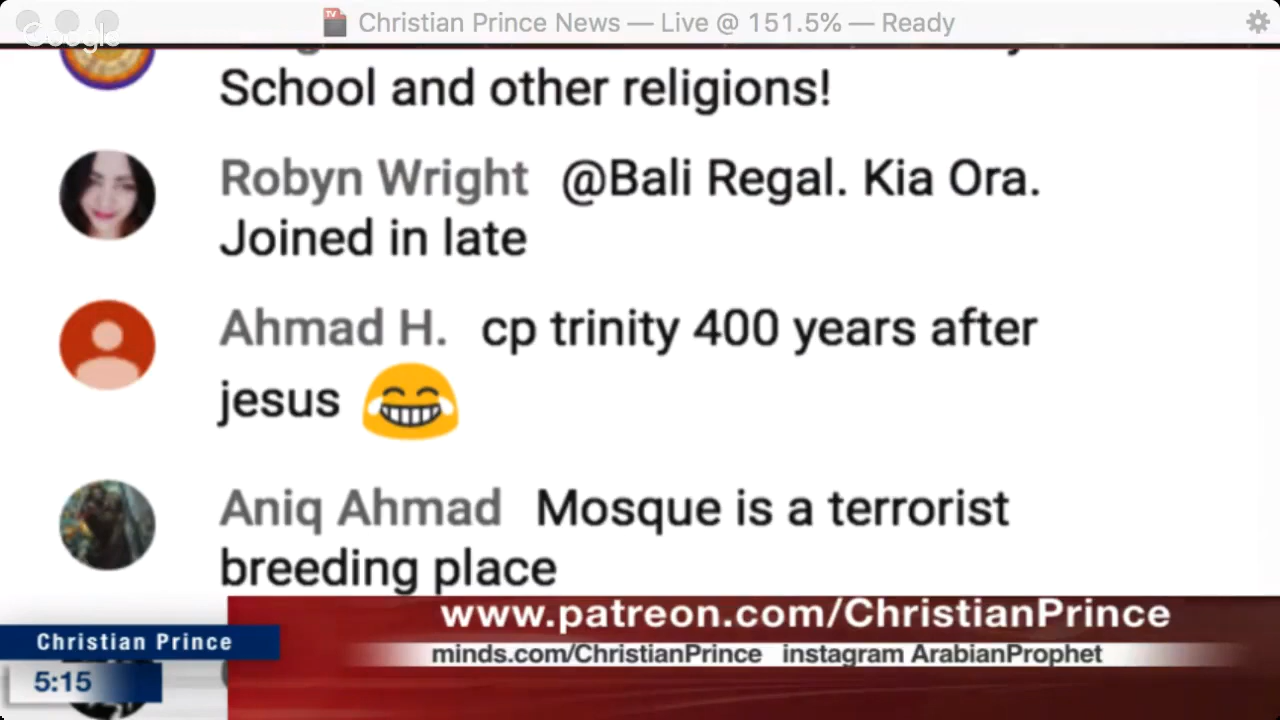 Christian Prince News — Live @ 151.5% — Ready
Google
School and other religions!
Robyn Wright @Bali Regal. Kia Ora.
Joined in late
Ahmad H. cp trinity 400 years after
jesus
Aniq Ahmad Mosque is a terrorist
breeding place
www.patreon.com/ChristianPrince
Christian Prince
minds.com/ChristianPrince instagram ArabianProphet
5:15